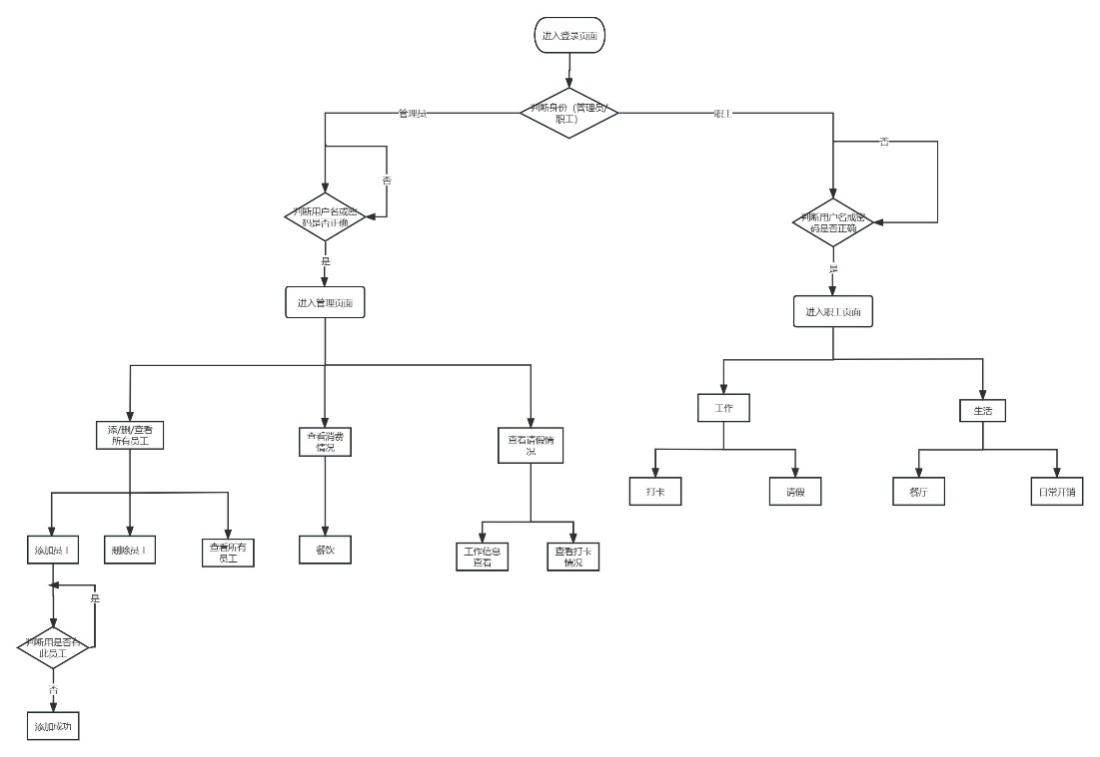 进入登录页面
判断身份（管理员/
职工）
管理员
职工
否
否
判断用户名或密
码是否正确
判断用户名或密
码是否正确
是
是
进入管理页面
进入职工页面
工作
生活
添/删/查看
所有员工
查看消费
情况
查看请假情
况
打卡
请假
餐厅
日常开销
添加员工
删除员工
查看所有
员工
餐饮
工作信息
查看
查看打卡
情况
是
判断用是否有
此员工
否
添加成功